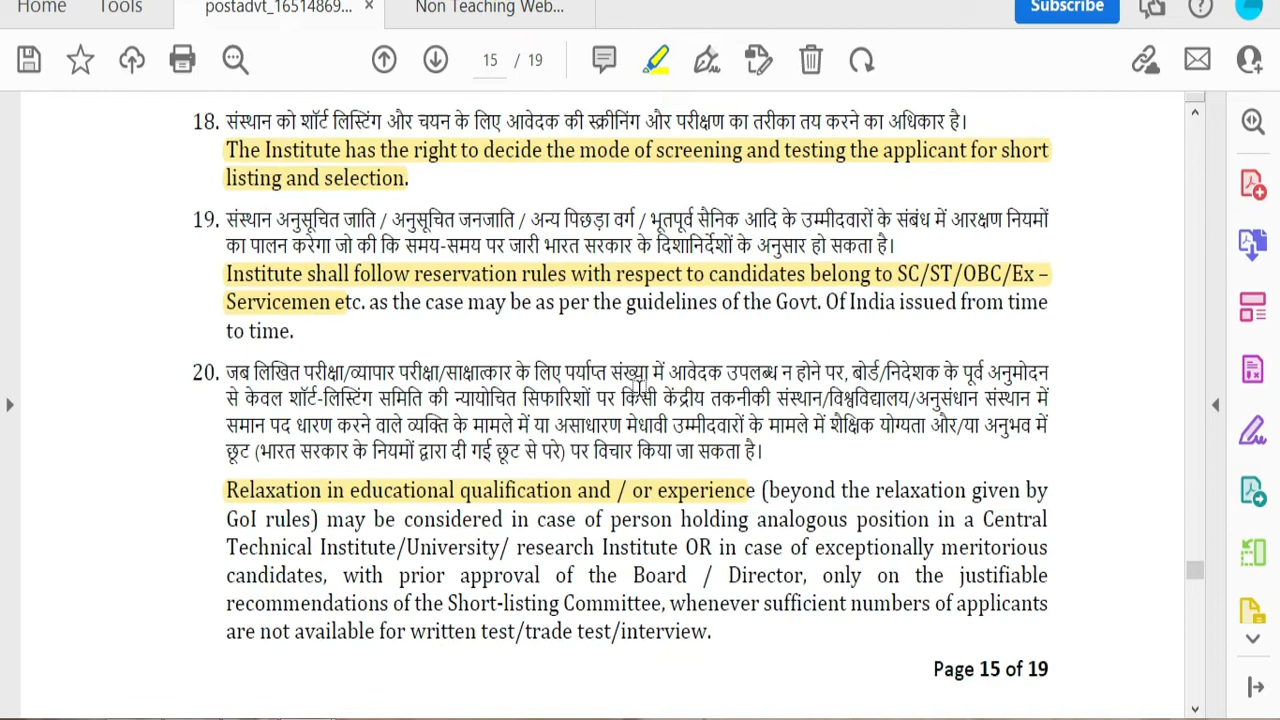 Home Tools postadvt_16514869... × Non Teaching Web... Subscribe
15 / 19
18. संस्थान को शॉर्ट लिस्टिंग और चयन के लिए आवेदक की स्क्रीनिंग और परीक्षण का तरीका तय करने का अधिकार है।
The Institute has the right to decide the mode of screening and testing the applicant for short
listing and selection.
19. संस्थान अनुसूचित जाति / अनुसूचित जनजाति / अन्य पिछड़ा वर्ग / भूतपूर्व सैनिक आदि के उम्मीदवारों के संबंध में आरक्षण नियमों
का पालन करेगा जो की कि समय-समय पर जारी भारत सरकार के दिशानिर्देशों के अनुसार हो सकता है।
Institute shall follow reservation rules with respect to candidates belong to SC/ST/OBC/Ex –
Servicemen etc. as the case may be as per the guidelines of the Govt. Of India issued from time
to time.
20. जब लिखित परीक्षा/व्यापार परीक्षा/साक्षात्कार के लिए पर्याप्त संख्या में आवेदक उपलब्ध न होने पर, बोर्ड/निदेशक के पूर्व अनुमोदन
से केवल शॉर्ट-लिस्टिंग समिति की न्यायोचित सिफारिशों पर किसी केंद्रीय तकनीकी संस्थान/विश्वविद्यालय/अनुसंधान संस्थान में
समान पद धारण करने वाले व्यक्ति के मामले में या असाधारण मेधावी उम्मीदवारों के मामले में शैक्षिक योग्यता और/या अनुभव में
छूट (भारत सरकार के नियमों द्वारा दी गई छूट से परे) पर विचार किया जा सकता है।
Relaxation in educational qualification and / or experience (beyond the relaxation given by
GoI rules) may be considered in case of person holding analogous position in a Central
Technical Institute/University/ research Institute OR in case of exceptionally meritorious
candidates, with prior approval of the Board / Director, only on the justifiable
recommendations of the Short-listing Committee, whenever sufficient numbers of applicants
are not available for written test/trade test/interview.
Page 15 of 19